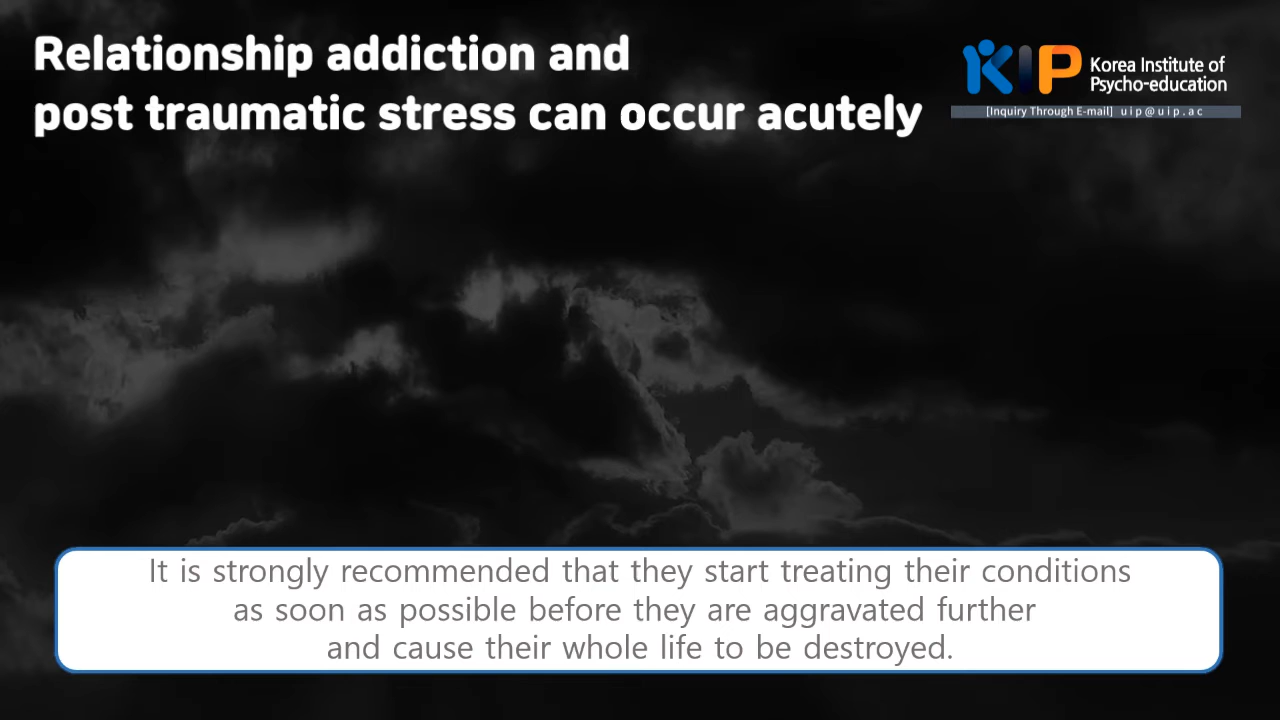 Relationship addiction and
post traumatic stress can occur acutely
KIP
Korea Institute of
Psycho-education
[Inquiry Through E-mail] uip@uip.ac
It is strongly recommended that they start treating their conditions
as soon as possible before they are aggravated further
and cause their whole life to be destroyed.